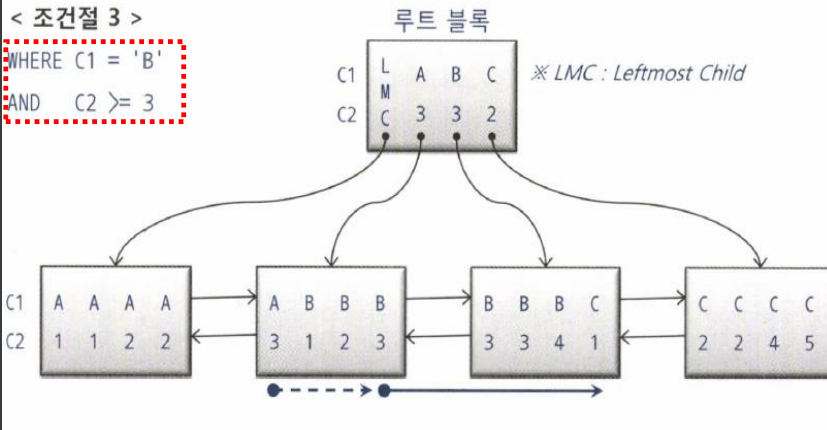 < 조건절 3 >
WHERE C1 = 'B'
AND C2 >= 3
루트 블록
※ LMC : Leftmost Child
C1 LMC A B C
C2 3 3 2
C1 A A A A A B B B B B B C C C C C
C2 1 1 2 2 3 1 2 3 3 3 4 1 2 2 4 5